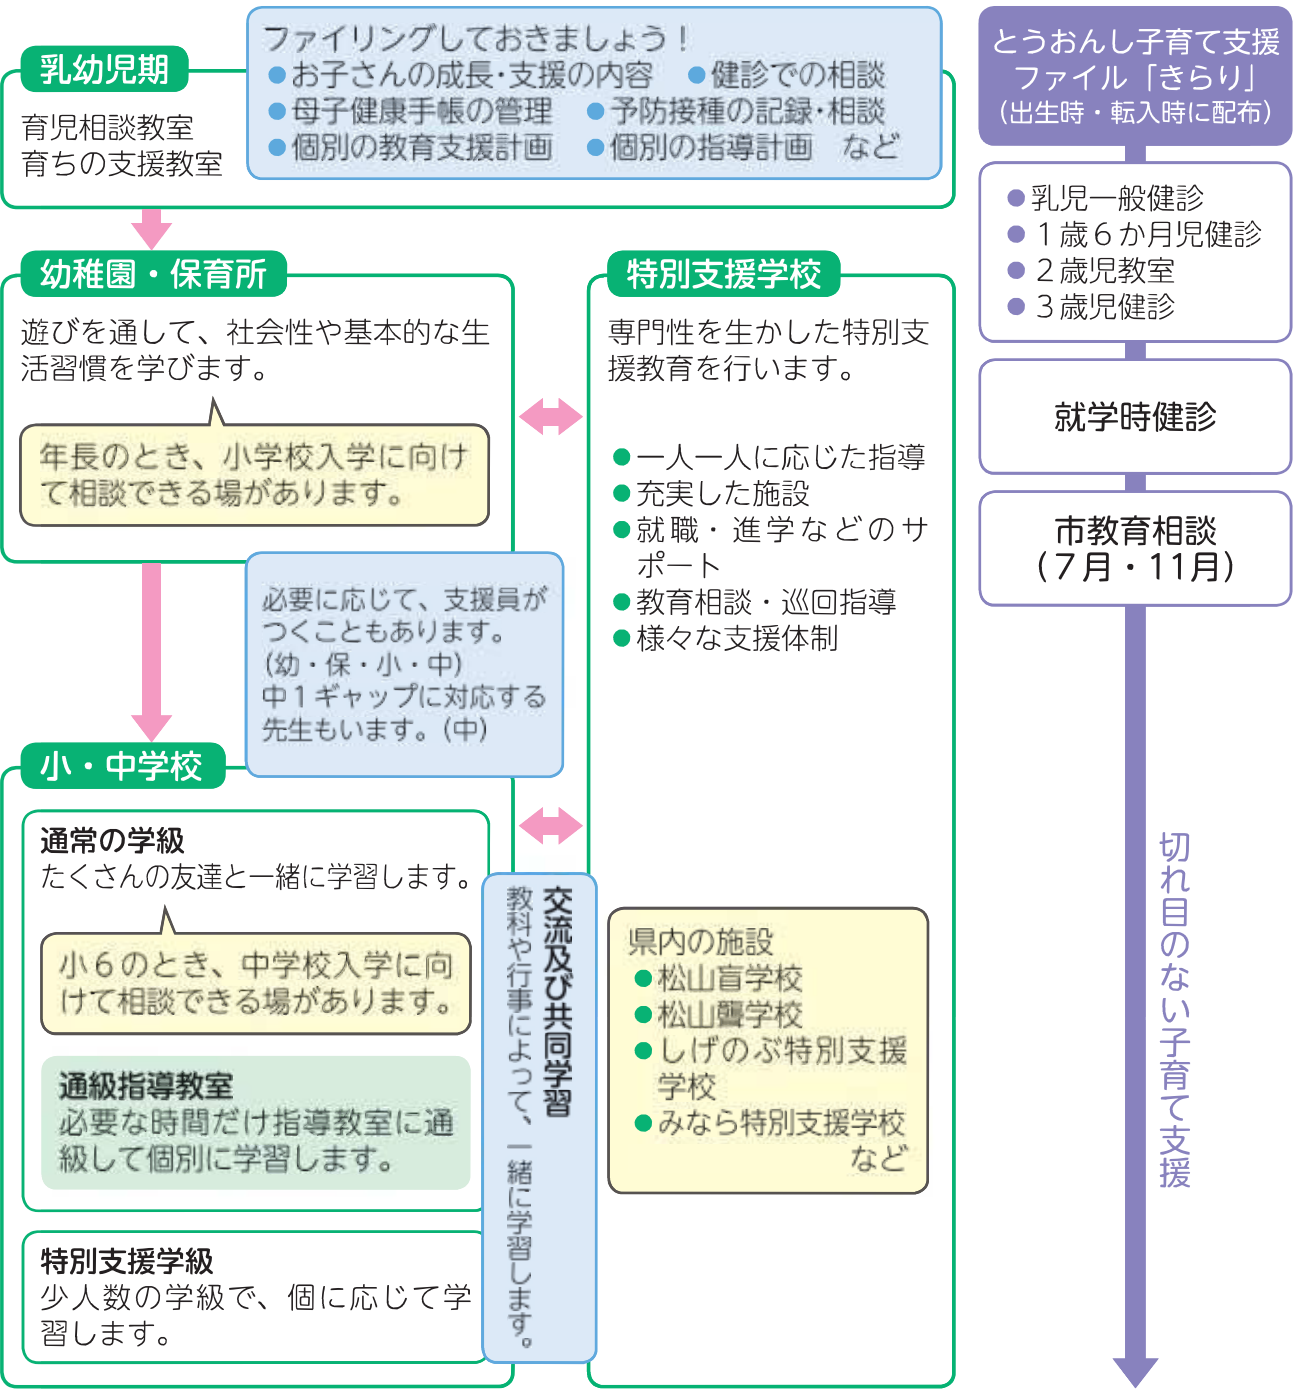 乳幼児期
育児相談教室
育ちの支援教室
ファイリングしておきましょう！
●お子さんの成長・支援の内容　●健診での相談
●母子健康手帳の管理　●予防接種の記録・相談
●個別の教育支援計画　●個別の指導計画　など
幼稚園・保育所
遊びを通して、社会性や基本的な生
活習慣を学びます。
年長のとき、小学校入学に向け
て相談できる場があります。
必要に応じて、支援員が
つくこともあります。
（幼・保・小・中）
中１ギャップに対応する
先生もいます。（中）
小・中学校
通常の学級
たくさんの友達と一緒に学習します。
小６のとき、中学校入学に向
けて相談できる場があります。
通級指導教室
必要な時間だけ指導教室に通
級して個別に学習します。
特別支援学級
少人数の学級で、個に応じて学
習します。
交流及び共同学習
教科や行事によって、一緒に学習します。
特別支援学校
専門性を生かした特別支
援教育を行います。
●一人一人に応じた指導
●充実した施設
●就職・進学などのサ
ポート
●教育相談・巡回指導
●様々な支援体制
県内の施設
●松山盲学校
●松山聾学校
●しげのぶ特別支援
学校
●みなら特別支援学校
など
とうおんし子育て支援
ファイル「きらり」
（出生時・転入時に配布）
●乳児一般健診
●１歳６か月児健診
●２歳児教室
●３歳児健診
就学時健診
市教育相談
（７月・11月）
切れ目のない子育て支援